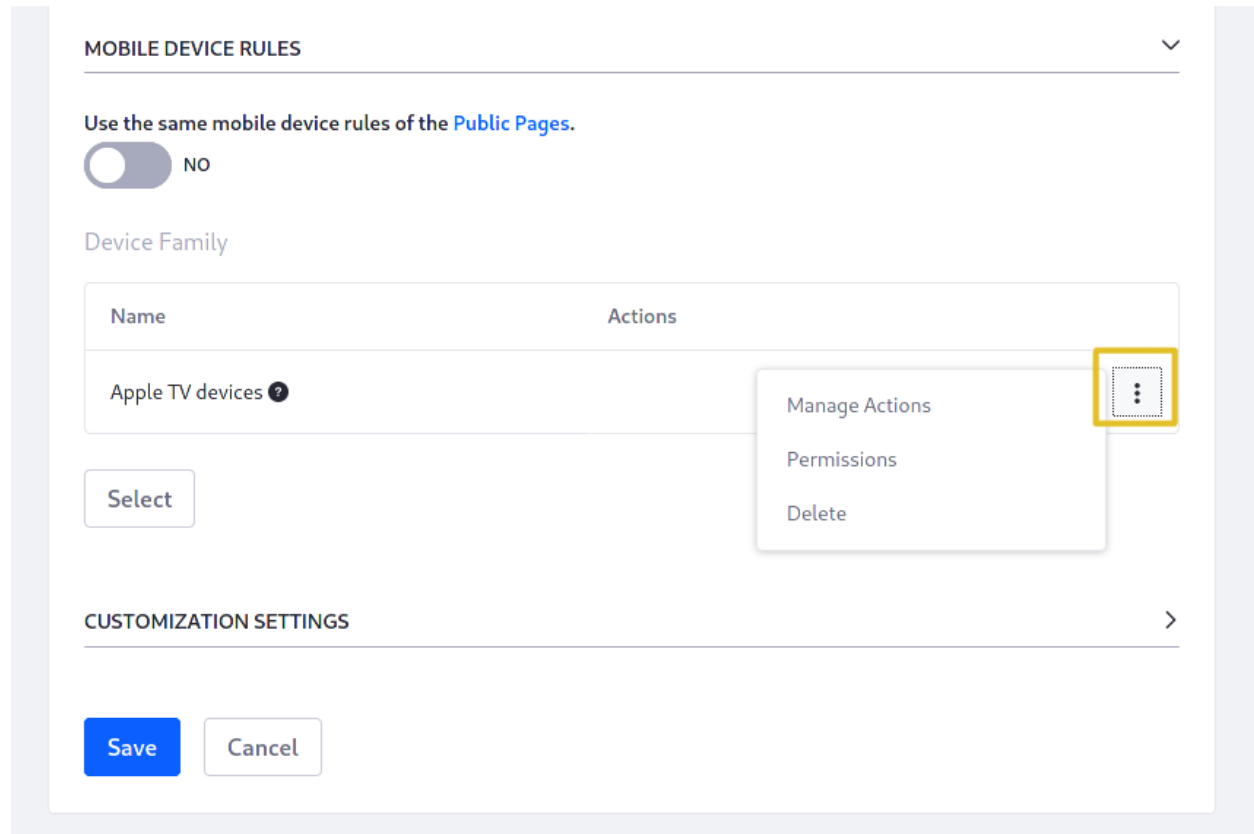 MOBILE DEVICE RULES
Use the same mobile device rules of the Public Pages.
NO
Device Family
Name Actions
Apple TV devices ?
Manage Actions
Permissions
Delete
Select
CUSTOMIZATION SETTINGS
Save Cancel